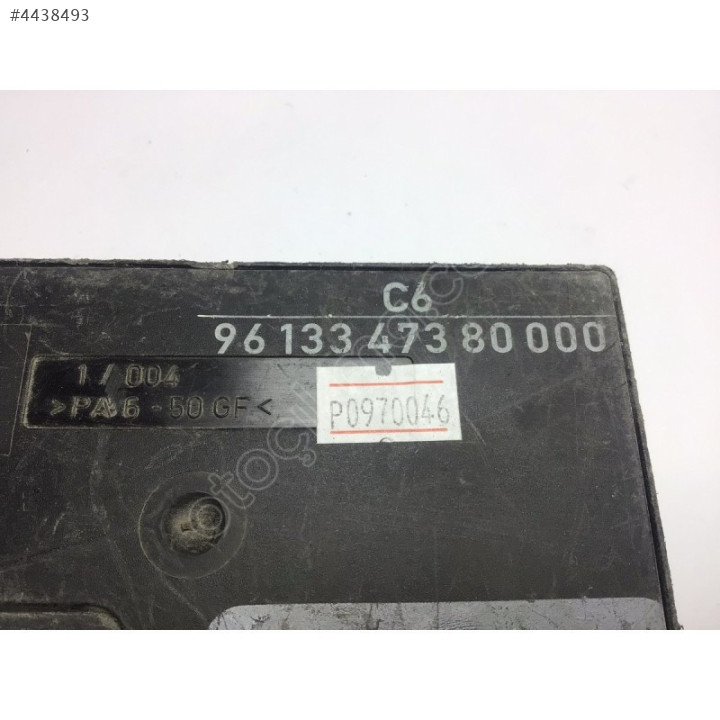 #4438493
C6
96 133 473 80 000
1 / 004
>PA6 - 50 GF<
P0970046